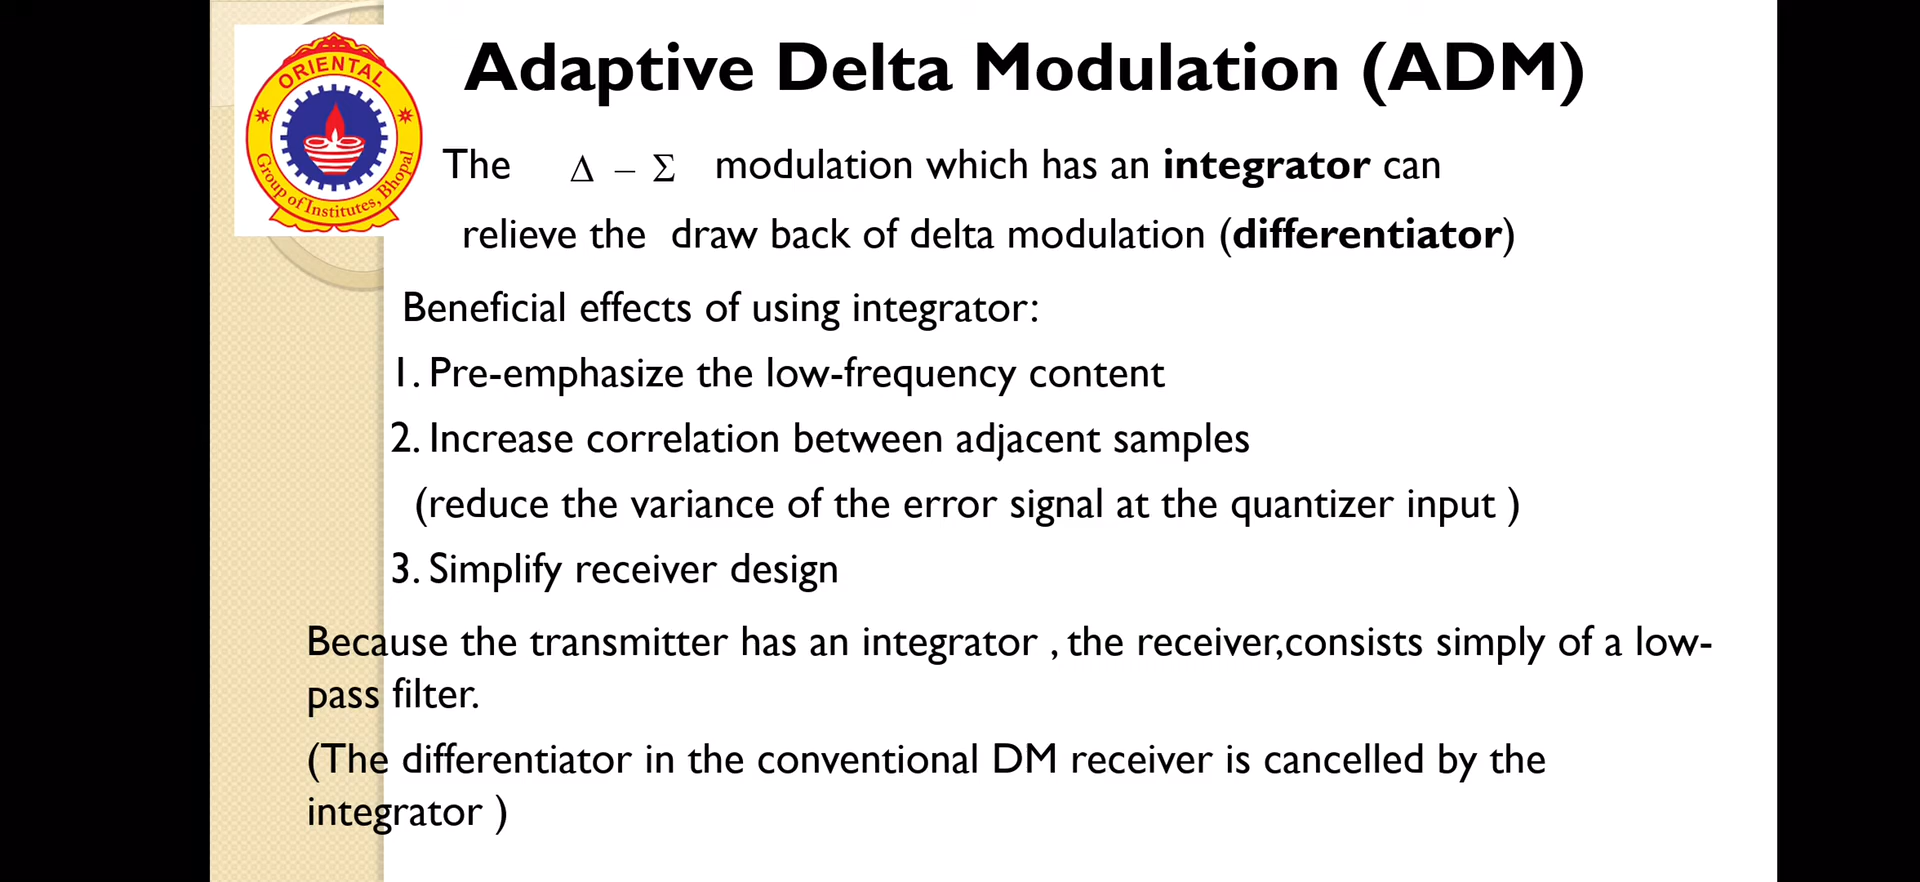 ORIENTAL
Group of Institutes, Bhopal
Adaptive Delta Modulation (ADM)
The Δ – Σ modulation which has an integrator can
relieve the draw back of delta modulation (differentiator)
Beneficial effects of using integrator:
1. Pre-emphasize the low-frequency content
2. Increase correlation between adjacent samples
(reduce the variance of the error signal at the quantizer input )
3. Simplify receiver design
Because the transmitter has an integrator , the receiver,consists simply of a low-
pass filter.
(The differentiator in the conventional DM receiver is cancelled by the
integrator )